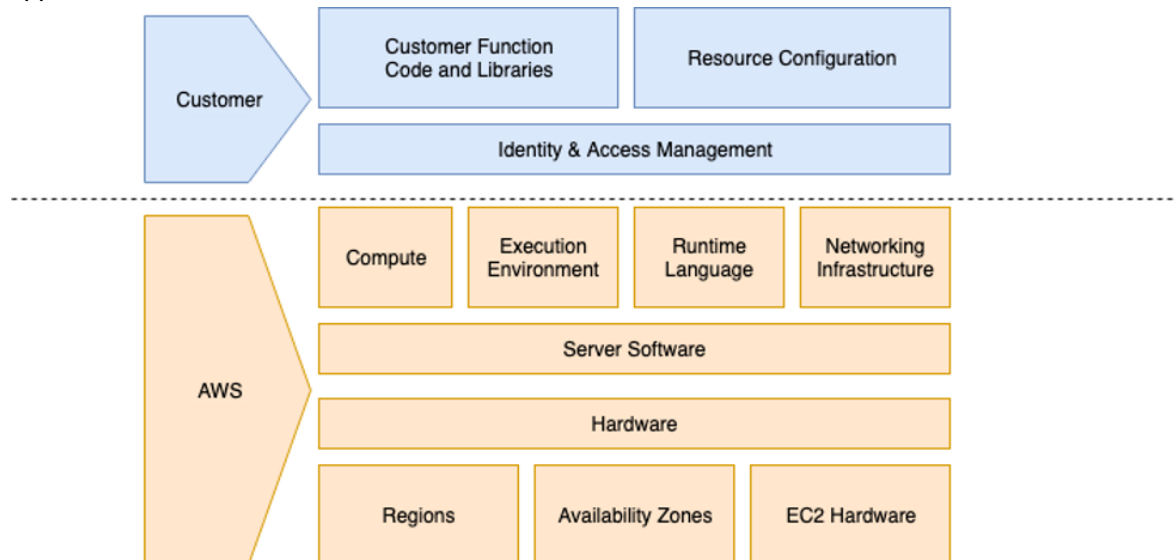 Customer
Customer Function
Code and Libraries
Resource Configuration
Identity & Access Management
AWS
Compute
Execution
Environment
Runtime
Language
Networking
Infrastructure
Server Software
Hardware
Regions
Availability Zones
EC2 Hardware